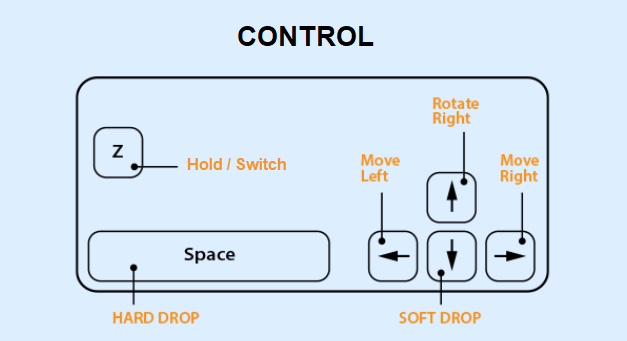 CONTROL
Rotate
Right
Z
Hold / Switch
Move
Left
Move
Right
Space
HARD DROP
SOFT DROP